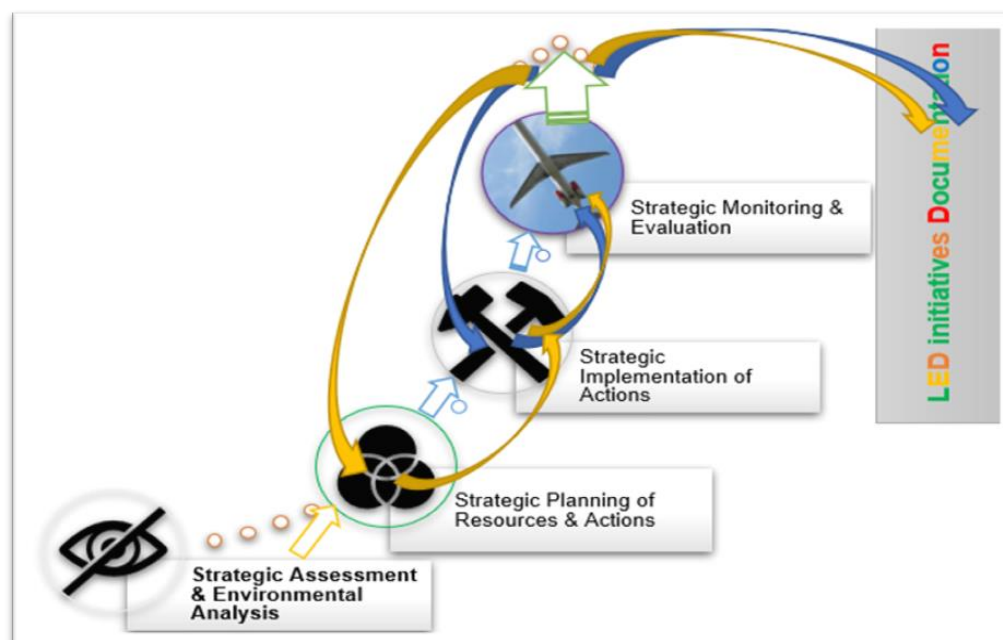 LED initiatives Documentation
Strategic Monitoring &
Evaluation
Strategic
Implementation of
Actions
Strategic Planning of
Resources & Actions
Strategic Assessment
& Environmental
Analysis